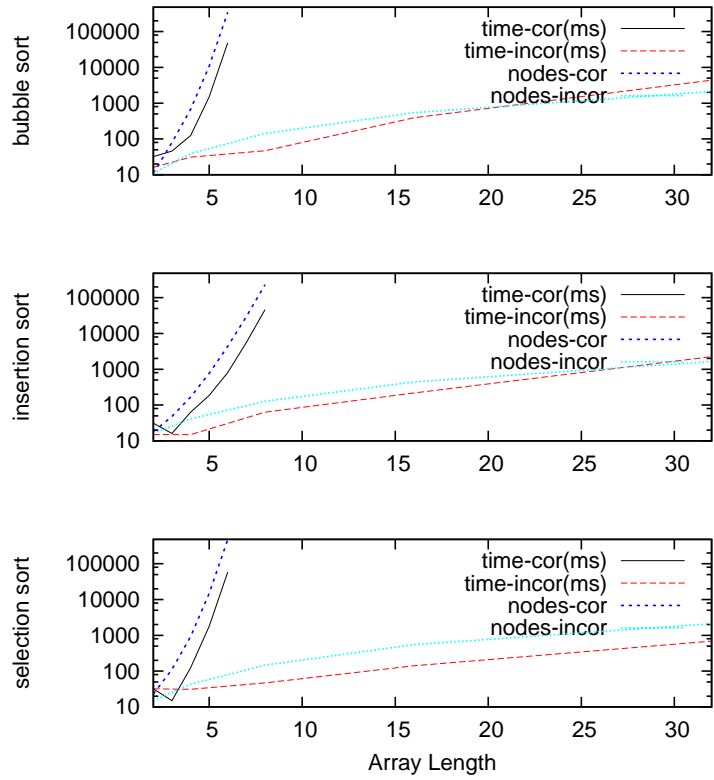 bubble sort
100000
10000
1000
100
10
time-cor(ms)
time-incor(ms)
nodes-cor
nodes-incor
5
10
15
20
25
30
insertion sort
100000
10000
1000
100
10
time-cor(ms)
time-incor(ms)
nodes-cor
nodes-incor
5
10
15
20
25
30
selection sort
100000
10000
1000
100
10
time-cor(ms)
time-incor(ms)
nodes-cor
nodes-incor
5
10
15
20
25
30
Array Length